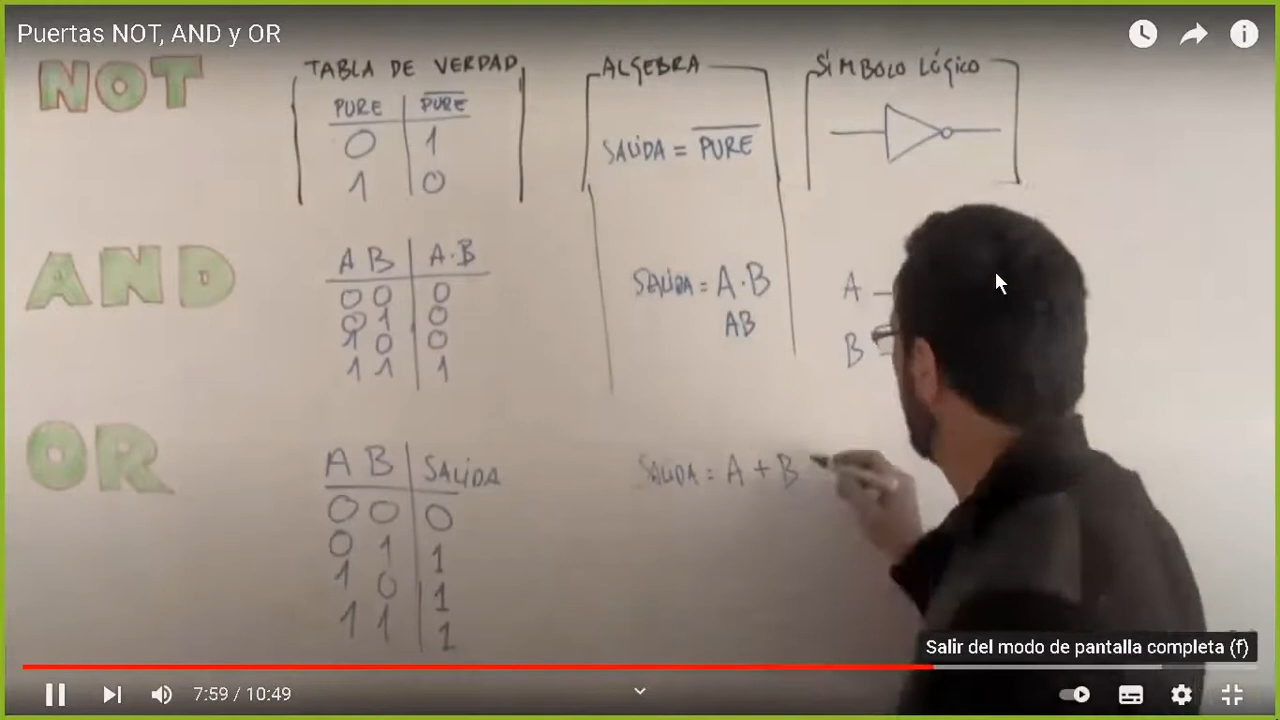 Puertas NOT, AND y OR
NOT
TABLA DE VERDAD
PURE PURE
0 1
1 0
ALGEBRA
SALIDA = PURE
SÍMBOLO LÓGICO
AND
A B A·B
0 0 0
0 1 0
1 0 0
1 1 1
SALIDA = A·B
AB
A
B
OR
A B SALIDA
0 0 0
0 1 1
1 0 1
1 1 1
SALIDA = A + B
Salir del modo de pantalla completa (f)
7:59 / 10:49